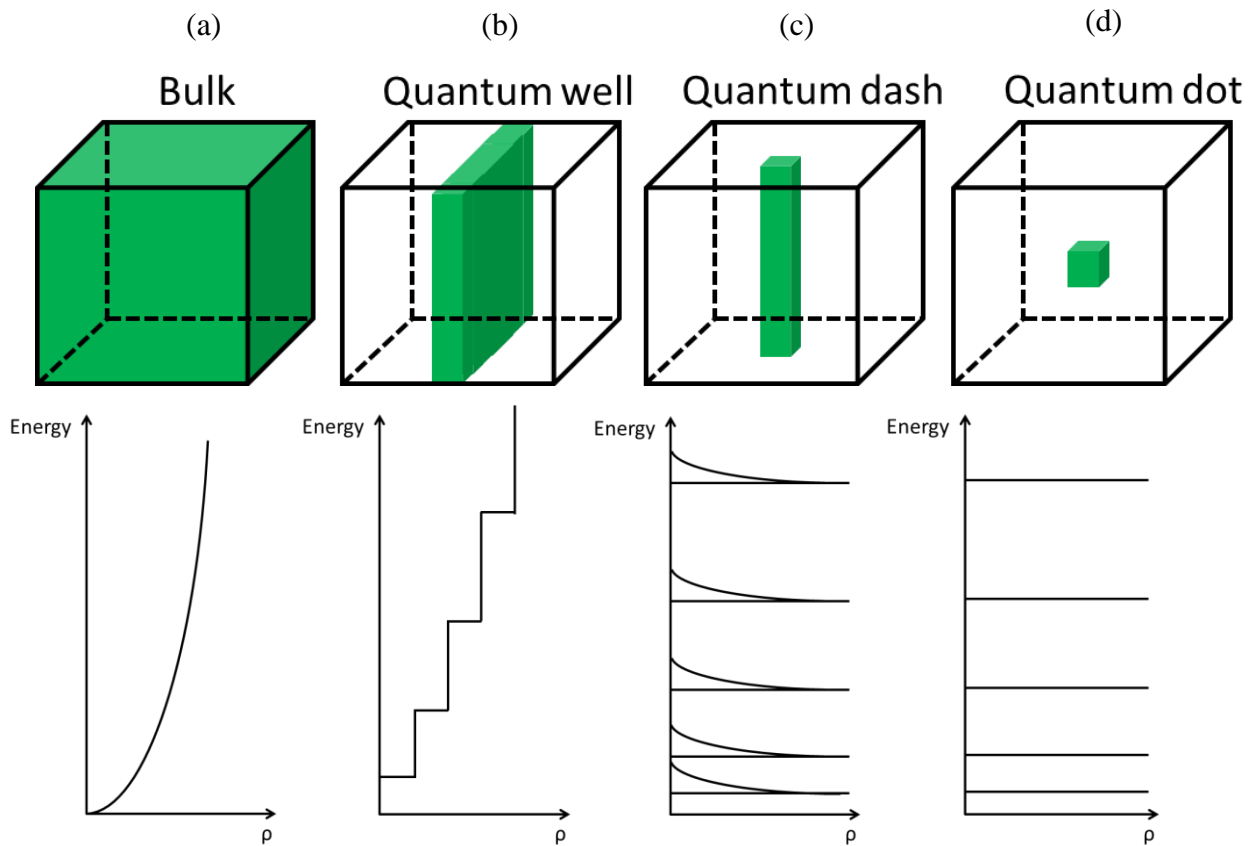 (a) (b) (c) (d)
Bulk Quantum well Quantum dash Quantum dot
Energy Energy Energy Energy
ρ ρ ρ ρ